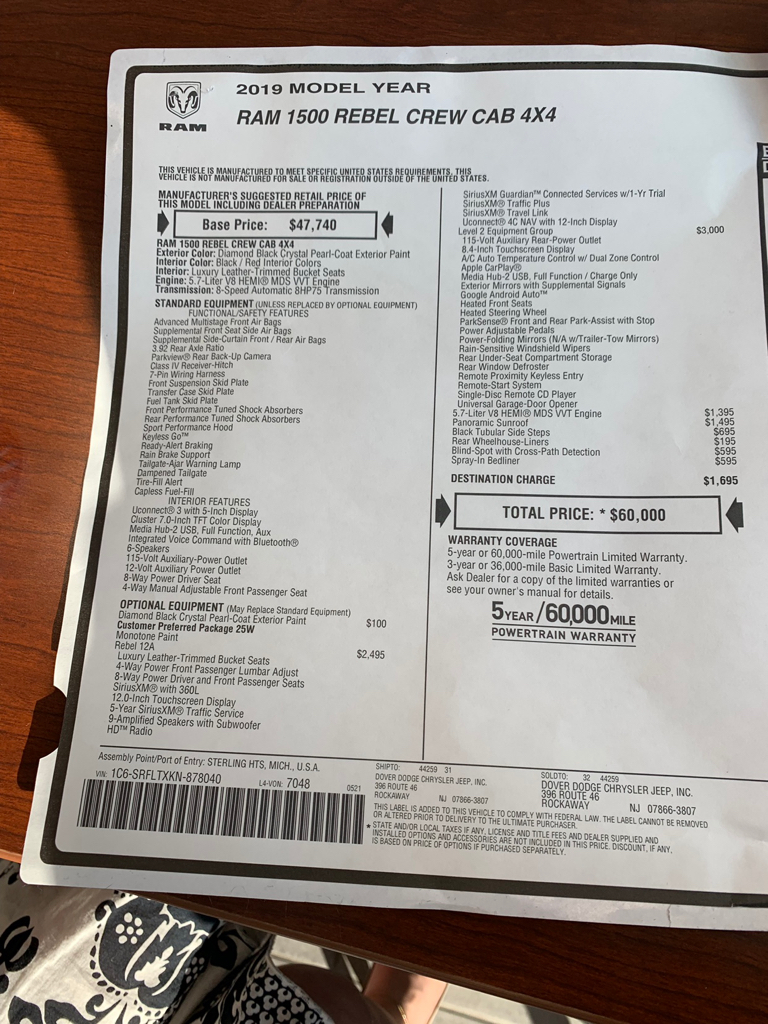 RAM
2019 MODEL YEAR
RAM 1500 REBEL CREW CAB 4X4
THIS VEHICLE IS MANUFACTURED TO MEET SPECIFIC UNITED STATES REQUIREMENTS. THIS
VEHICLE IS NOT MANUFACTURED FOR SALE OR REGISTRATION OUTSIDE OF THE UNITED STATES.
MANUFACTURER'S SUGGESTED RETAIL PRICE OF
THIS MODEL INCLUDING DEALER PREPARATION
Base Price: $47,740
RAM 1500 REBEL CREW CAB 4X4
Exterior Color: Diamond Black Crystal Pearl-Coat Exterior Paint
Interior Color: Black / Red Interior Colors
Interior: Luxury Leather-Trimmed Bucket Seats
Engine: 5.7-Liter V8 HEMI® MDS VVT Engine
Transmission: 8-Speed Automatic 8HP75 Transmission
STANDARD EQUIPMENT (UNLESS REPLACED BY OPTIONAL EQUIPMENT)
FUNCTIONAL/SAFETY FEATURES
Advanced Multistage Front Air Bags
Supplemental Front Seat Side Air Bags
Supplemental Side-Curtain Front / Rear Air Bags
3.92 Rear Axle Ratio
Parkview® Rear Back-Up Camera
Class IV Receiver-Hitch
7-Pin Wiring Harness
Front Suspension Skid Plate
Transfer Case Skid Plate
Fuel Tank Skid Plate
Front Performance Tuned Shock Absorbers
Rear Performance Tuned Shock Absorbers
Sport Performance Hood
Keyless Go™
Ready-Alert Braking
Rain Brake Support
Tailgate-Ajar Warning Lamp
Dampened Tailgate
Tire-Fill Alert
Capless Fuel-Fill
INTERIOR FEATURES
Uconnect® 3 with 5-Inch Display
Cluster 7.0-Inch TFT Color Display
Media Hub-2 USB, Full Function, Aux
Integrated Voice Command with Bluetooth®
6-Speakers
115-Volt Auxiliary-Power Outlet
12-Volt Auxiliary Power Outlet
8-Way Power Driver Seat
4-Way Manual Adjustable Front Passenger Seat
OPTIONAL EQUIPMENT (May Replace Standard Equipment)
Diamond Black Crystal Pearl-Coat Exterior Paint $100
Customer Preferred Package 25W
Monotone Paint
Rebel 12A
Luxury Leather-Trimmed Bucket Seats $2,495
4-Way Power Front Passenger Lumbar Adjust
8-Way Power Driver and Front Passenger Seats
SiriusXM® with 360L
12.0-Inch Touchscreen Display
5-Year SiriusXM® Traffic Service
9-Amplified Speakers with Subwoofer
HD™ Radio
SiriusXM Guardian™ Connected Services w/1-Yr Trial
SiriusXM® Traffic Plus
SiriusXM® Travel Link
Uconnect® 4C NAV with 12-Inch Display
Level 2 Equipment Group $3,000
115-Volt Auxiliary Rear-Power Outlet
8.4-Inch Touchscreen Display
A/C Auto Temperature Control w/ Dual Zone Control
Apple CarPlay®
Media Hub-2 USB, Full Function / Charge Only
Exterior Mirrors with Supplemental Signals
Google Android Auto™
Heated Front Seats
Heated Steering Wheel
ParkSense® Front and Rear Park-Assist with Stop
Power Adjustable Pedals
Power-Folding Mirrors (N/A w/Trailer-Tow Mirrors)
Rain-Sensitive Windshield Wipers
Rear Under-Seat Compartment Storage
Rear Window Defroster
Remote Proximity Keyless Entry
Remote-Start System
Single-Disc Remote CD Player
Universal Garage-Door Opener
5.7-Liter V8 HEMI® MDS VVT Engine $1,395
Panoramic Sunroof $1,495
Black Tubular Side Steps $695
Rear Wheelhouse-Liners $195
Blind-Spot with Cross-Path Detection $595
Spray-In Bedliner $595
DESTINATION CHARGE $1,695
TOTAL PRICE: * $60,000
WARRANTY COVERAGE
5-year or 60,000-mile Powertrain Limited Warranty.
3-year or 36,000-mile Basic Limited Warranty.
Ask Dealer for a copy of the limited warranties or
see your owner's manual for details.
5 YEAR/60,000 MILE
POWERTRAIN WARRANTY
Assembly Point/Port of Entry: STERLING HTS, MICH., U.S.A.
VIN: 1C6-SRFLTXKN-878040 L4-VON: 7048 0521
SHIPTO: 44259 31
DOVER DODGE CHRYSLER JEEP, INC.
396 ROUTE 46
ROCKAWAY NJ 07866-3807
SOLDTO: 32 44259
DOVER DODGE CHRYSLER JEEP, INC.
396 ROUTE 46
ROCKAWAY NJ 07866-3807
THIS LABEL IS ADDED TO THIS VEHICLE TO COMPLY WITH FEDERAL LAW. THE LABEL CANNOT BE REMOVED
OR ALTERED PRIOR TO DELIVERY TO THE ULTIMATE PURCHASER.
* STATE AND/OR LOCAL TAXES IF ANY, LICENSE AND TITLE FEES AND DEALER SUPPLIED AND
INSTALLED OPTIONS AND ACCESSORIES ARE NOT INCLUDED IN THIS PRICE. DISCOUNT, IF ANY,
IS BASED ON PRICE OF OPTIONS IF PURCHASED SEPARATELY.